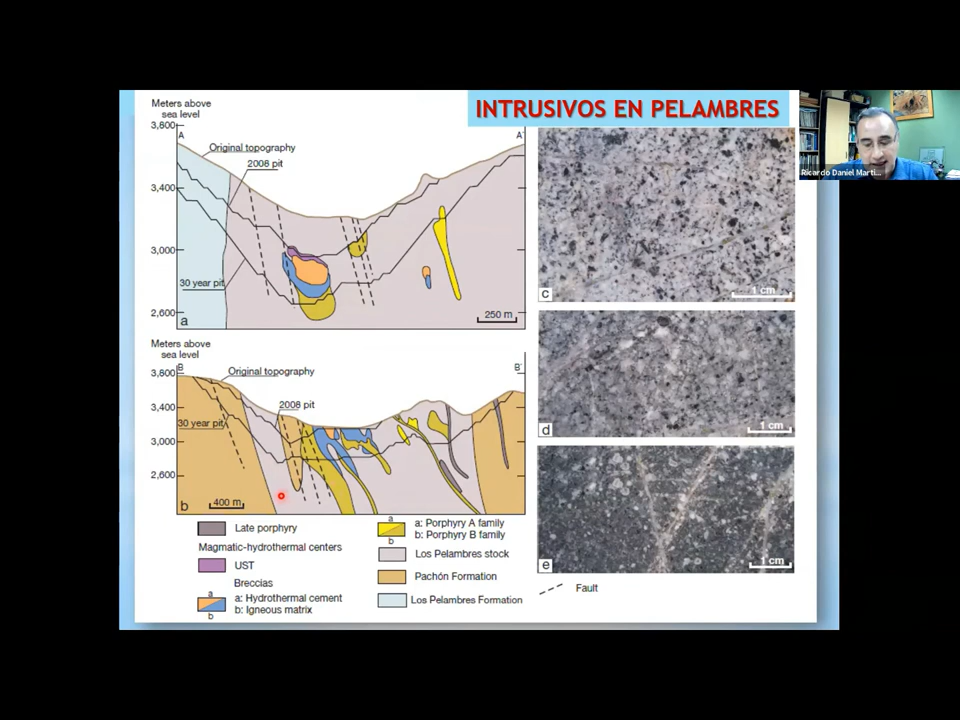 INTRUSIVOS EN PELAMBRES
Ricardo Daniel Marti...
Meters above
sea level
3,600
A
A'
Original topography
2008 pit
3,400
3,000
30 year pit
2,600
a
250 m
Meters above
sea level
3,600
B
B'
Original topography
3,400
2008 pit
30 year pit
3,000
2,600
b
400 m
c
1 cm
d
1 cm
e
1 cm
Late porphyry
Magmatic-hydrothermal centers
UST
Breccias
a
a: Hydrothermal cement
b: Igneous matrix
b
a
a: Porphyry A family
b: Porphyry B family
b
Los Pelambres stock
Pachón Formation
Los Pelambres Formation
Fault